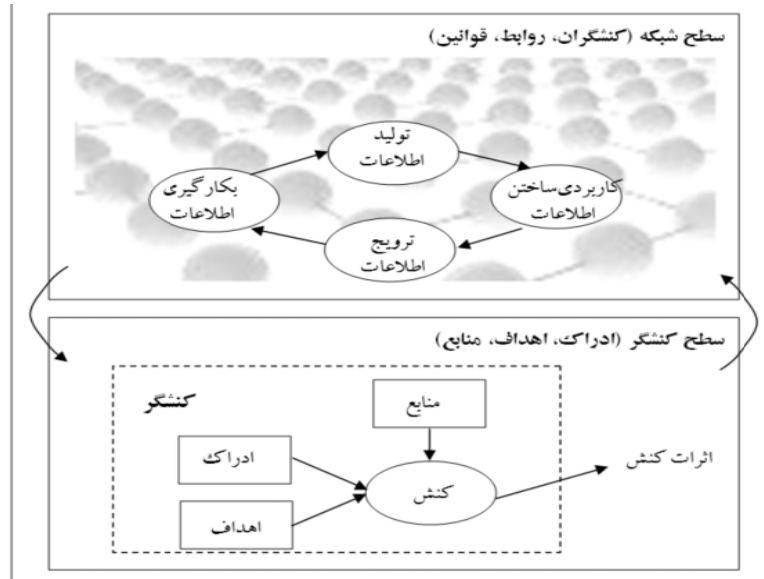 سطح شبکه (کنشگران، روابط، قوانین)
تولید
اطلاعات
کاربردی‌ساختن
اطلاعات
بکارگیری
اطلاعات
ترویج
اطلاعات
سطح کنشگر (ادراک، اهداف، منابع)
کنشگر
منابع
ادراک
اثرات کنش
کنش
اهداف